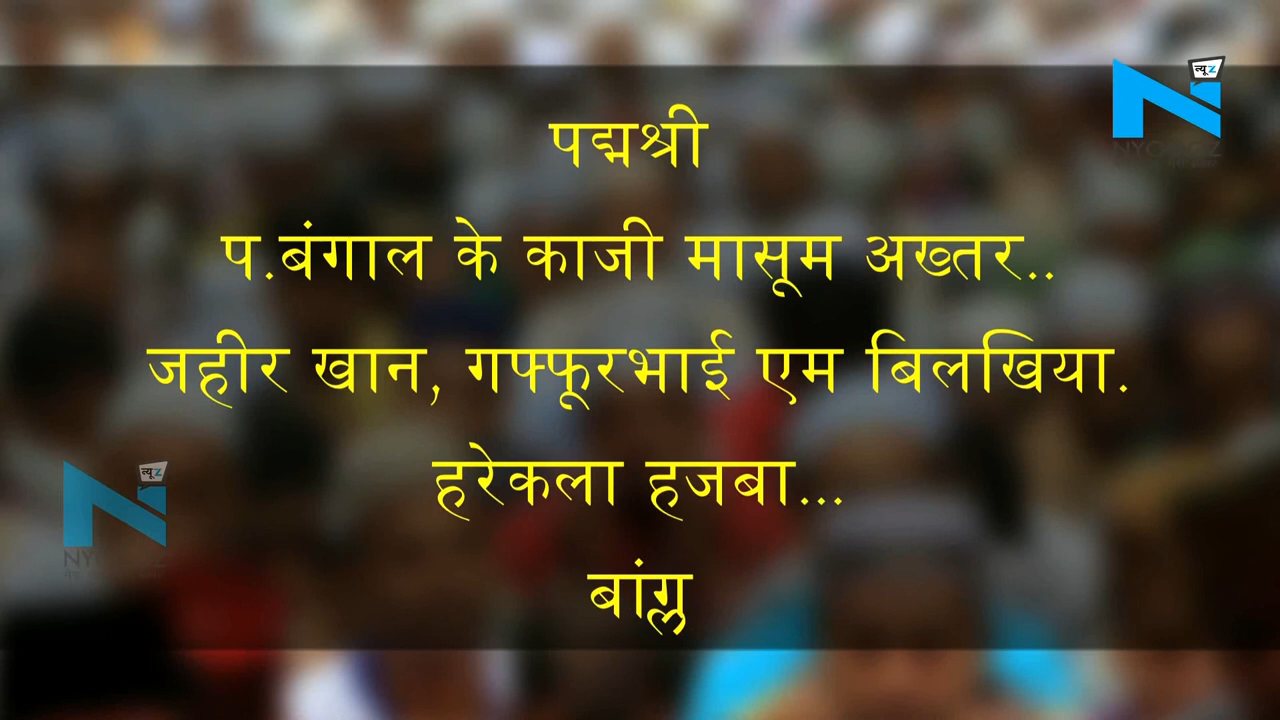 न्यूz
पद्मश्री
प.बंगाल के काजी मासूम अख्तर..
जहीर खान, गफ्फूरभाई एम बिलखिया.
हरेकला हजबा...
बांग्ल
न्यूz